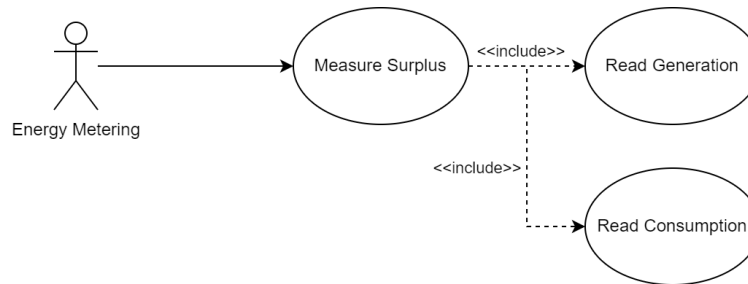 <<include>>
Measure Surplus
Read Generation
Energy Metering
<<include>>
Read Consumption